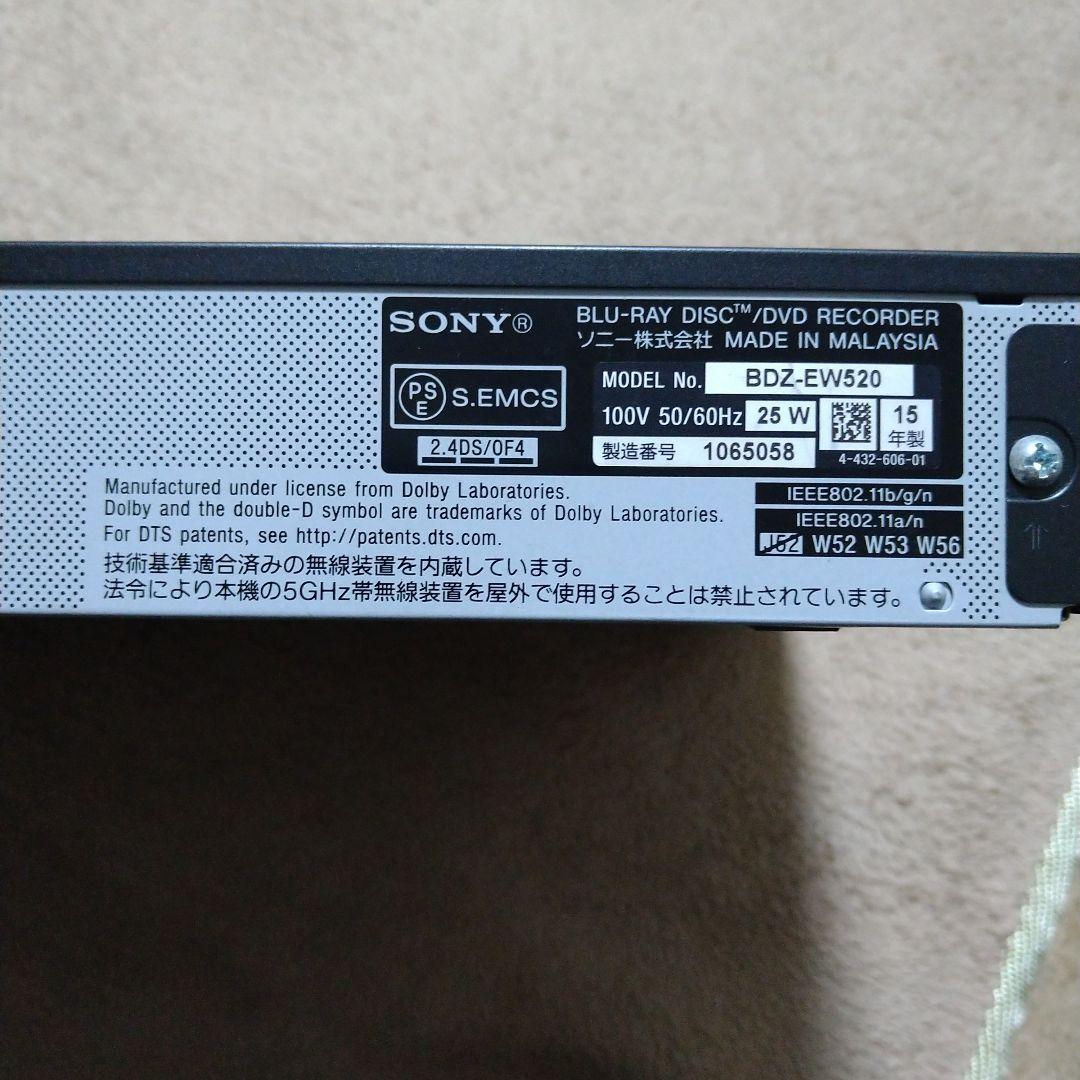 SONY®
BLU-RAY DISC™/DVD RECORDER
ソニー株式会社 MADE IN MALAYSIA
PSE S.EMCS
MODEL No. BDZ-EW520
100V 50/60Hz 25 W
15年製
2.4DS/OF4
製造番号 1065058
4-432-606-01
Manufactured under license from Dolby Laboratories.
Dolby and the double-D symbol are trademarks of Dolby Laboratories.
For DTS patents, see http://patents.dts.com.
技術基準適合済みの無線装置を内蔵しています。
法令により本機の5GHz帯無線装置を屋外で使用することは禁止されています。
IEEE802.11b/g/n
IEEE802.11a/n
J52 W52 W53 W56